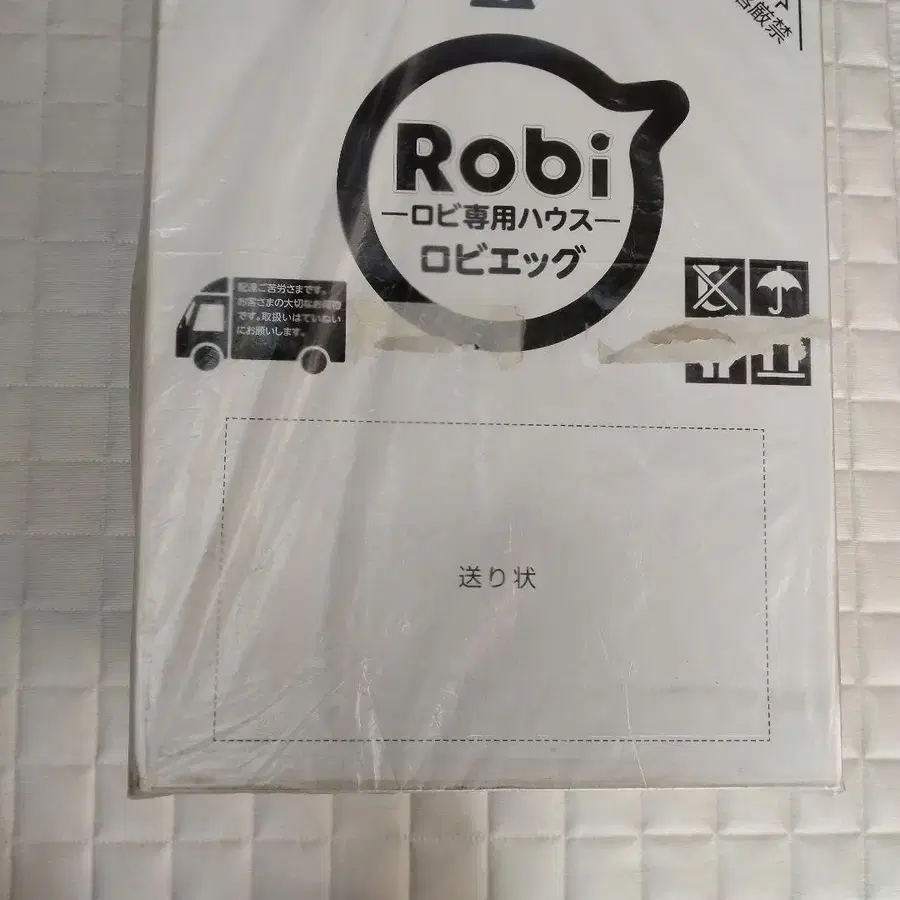 厳禁
Robi
―ロビ専用ハウス―
ロビエッグ
配達ご苦労さまです。
お客さまの大切なお荷物
です。取扱いはていねい
にお願いします。
送り状